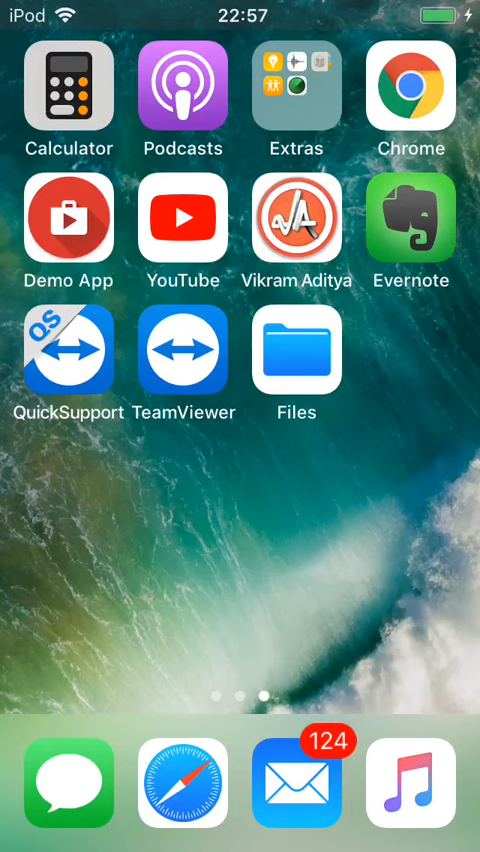 iPod 22:57
Calculator Podcasts Extras Chrome
Demo App YouTube Vikram Aditya Evernote
QS
QuickSupport TeamViewer Files
124